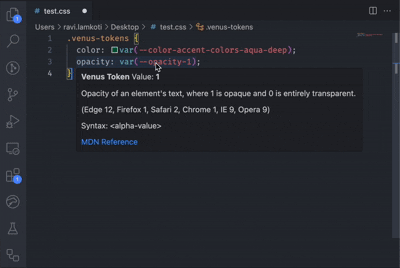 # test.css
Users › ravi.lamkoti › Desktop › # test.css › .venus-tokens
1 .venus-tokens {
2 color: var(--color-accent-colors-aqua-deep);
3 opacity: var(--opacity-1);
4 }
Venus Token Value: 1
Opacity of an element's text, where 1 is opaque and 0 is entirely transparent.
(Edge 12, Firefox 1, Safari 2, Chrome 1, IE 9, Opera 9)
Syntax: <alpha-value>
MDN Reference
1
1